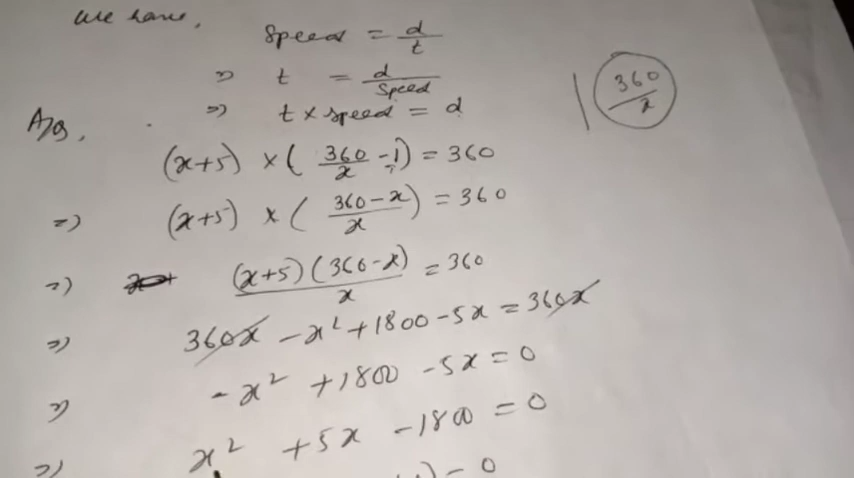 We have,
Speed = d/t
=> t = d/Speed
=> t × speed = d
| 360/x
A/q,
(x+5) × (360/x - 1) = 360
=> (x+5) × (360-x/x) = 360
=> (x+5)(360-x)/x = 360
=> 360x - x² + 1800 - 5x = 360x
=> -x² + 1800 - 5x = 0
=> x² + 5x - 1800 = 0
) = 0